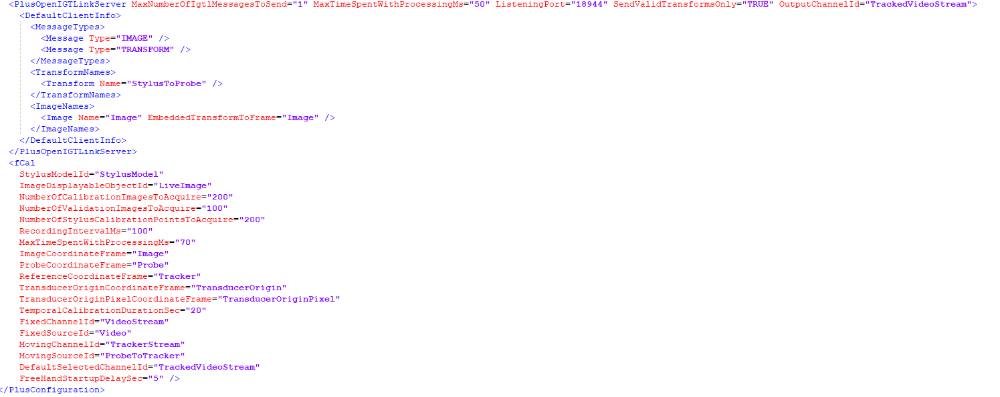 <PlusOpenIGTLinkServer MaxNumberOfIgtlMessagesToSend="1" MaxTimeSpentWithProcessingMs="50" ListeningPort="18944" SendValidTransformsOnly="TRUE" OutputChannelId="TrackedVideoStream">
<DefaultClientInfo>
<MessageTypes>
<Message Type="IMAGE" />
<Message Type="TRANSFORM" />
</MessageTypes>
<TransformNames>
<Transform Name="StylusToProbe" />
</TransformNames>
<ImageNames>
<Image Name="Image" EmbeddedTransformToFrame="Image" />
</ImageNames>
</DefaultClientInfo>
</PlusOpenIGTLinkServer>
<fCal
StylusModelId="StylusModel"
ImageDisplayableObjectId="LiveImage"
NumberOfCalibrationImagesToAcquire="200"
NumberOfValidationImagesToAcquire="100"
NumberOfStylusCalibrationPointsToAcquire="200"
RecordingIntervalMs="100"
MaxTimeSpentWithProcessingMs="70"
ImageCoordinateFrame="Image"
ProbeCoordinateFrame="Probe"
ReferenceCoordinateFrame="Tracker"
TransducerOriginCoordinateFrame="TransducerOrigin"
TransducerOriginPixelCoordinateFrame="TransducerOriginPixel"
TemporalCalibrationDurationSec="20"
FixedChannelId="VideoStream"
FixedSourceId="Video"
MovingChannelId="TrackerStream"
MovingSourceId="ProbeToTracker"
DefaultSelectedChannelId="TrackedVideoStream"
FreeHandStartupDelaySec="5" />
</PlusConfiguration>